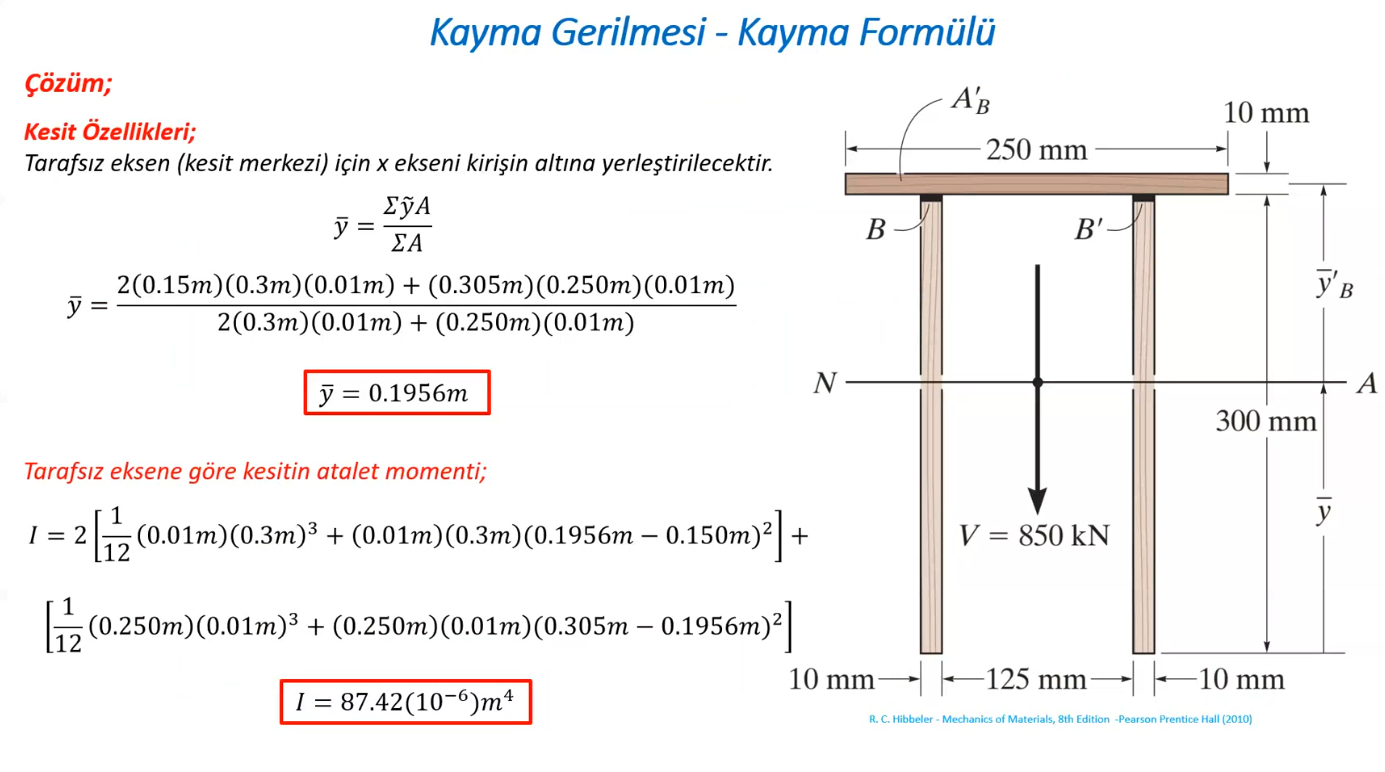 Kayma Gerilmesi - Kayma Formülü
Çözüm;
Kesit Özellikleri;
Tarafsız eksen (kesit merkezi) için x ekseni kirişin altına yerleştirilecektir.
ȳ = ΣỹA / ΣA
ȳ = 2(0.15m)(0.3m)(0.01m) + (0.305m)(0.250m)(0.01m) / 2(0.3m)(0.01m) + (0.250m)(0.01m)
ȳ = 0.1956m
Tarafsız eksene göre kesitin atalet momenti;
I = 2[1/12 (0.01m)(0.3m)³ + (0.01m)(0.3m)(0.1956m − 0.150m)²] +
[1/12 (0.250m)(0.01m)³ + (0.250m)(0.01m)(0.305m − 0.1956m)²]
I = 87.42(10⁻⁶)m⁴
A′B
10 mm
250 mm
B
B′
ȳ′B
N
A
300 mm
ȳ
V = 850 kN
10 mm
125 mm
10 mm
R. C. Hibbeler - Mechanics of Materials, 8th Edition -Pearson Prentice Hall (2010)